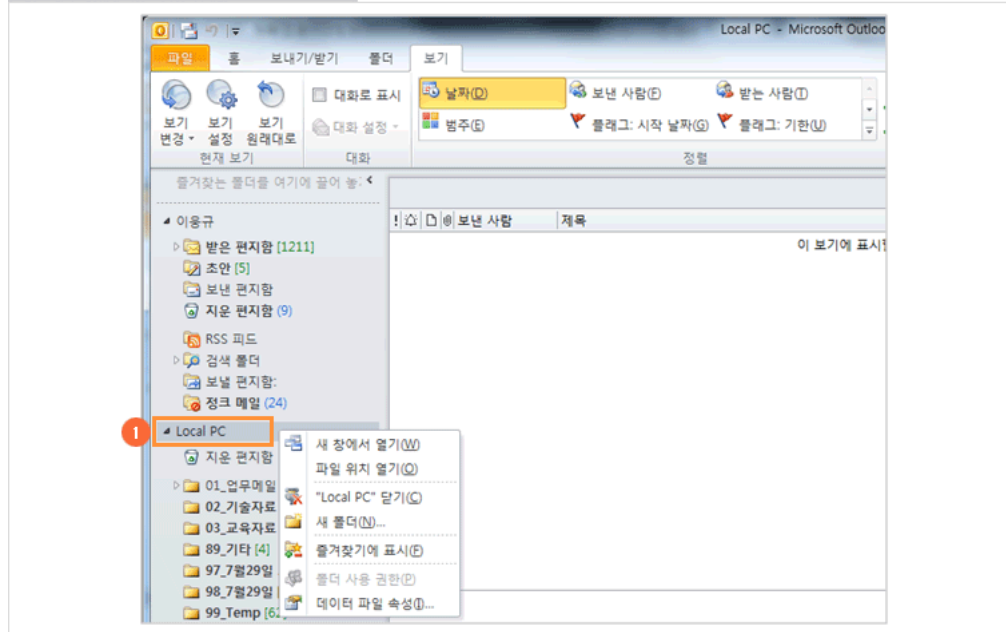 Local PC - Microsoft Outloo
파일 홈 보내기/받기 폴더 보기
보기 변경
보기 설정
보기 원래대로
현재 보기
대화로 표시
대화 설정
대화
날짜(D) 보낸 사람(F) 받는 사람(T)
범주(E) 플래그: 시작 날짜(G) 플래그: 기한(U)
정렬
즐겨찾는 폴더를 여기에 끌어 놓
이웅규
받은 편지함 [1211]
초안 [5]
보낸 편지함
지운 편지함 (9)
RSS 피드
검색 폴더
보낼 편지함:
정크 메일 (24)
1 Local PC
지운 편지함
01_업무메일
02_기술자료
03_교육자료
89_기타 [4]
97_7월29일
98_7월29일
99_Temp [62
보낸 사람 제목
이 보기에 표시
새 창에서 열기(W)
파일 위치 열기(O)
"Local PC" 닫기(C)
새 폴더(N)...
즐겨찾기에 표시(F)
폴더 사용 권한(P)
데이터 파일 속성(I)...